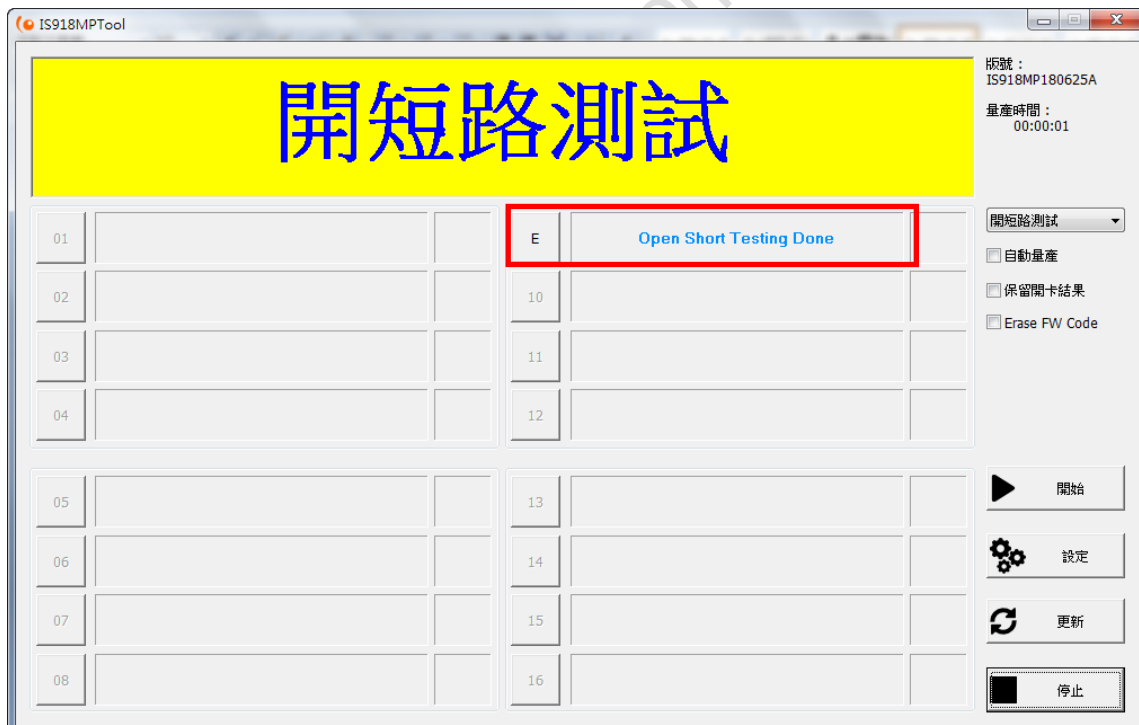 IS918MPTool
開短路測試
版號：
IS918MP180625A
量產時間：
00:00:01
01
E
Open Short Testing Done
開短路測試
自動量產
02
10
保留開卡結果
Erase FW Code
03
11
04
12
05
13
開始
06
14
設定
07
15
更新
08
16
停止